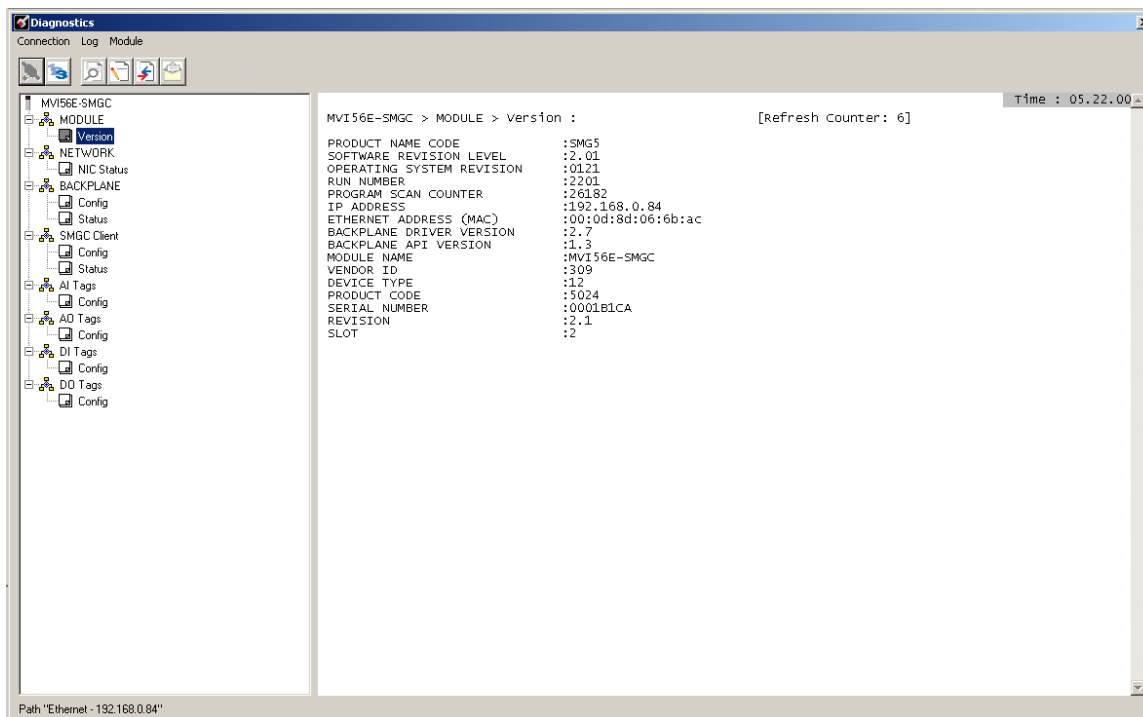 Diagnostics
Connection Log Module
MVI56E-SMGC
MODULE
Version
NETWORK
NIC Status
BACKPLANE
Config
Status
SMGC Client
Config
Status
AI Tags
Config
AO Tags
Config
DI Tags
Config
DO Tags
Config
Time : 05.22.00
MVI56E-SMGC > MODULE > Version : [Refresh Counter: 6]
PRODUCT NAME CODE :SMG5
SOFTWARE REVISION LEVEL :2.01
OPERATING SYSTEM REVISION :0121
RUN NUMBER :2201
PROGRAM SCAN COUNTER :26182
IP ADDRESS :192.168.0.84
ETHERNET ADDRESS (MAC) :00:0d:8d:06:6b:ac
BACKPLANE DRIVER VERSION :2.7
BACKPLANE API VERSION :1.3
MODULE NAME :MVI56E-SMGC
VENDOR ID :309
DEVICE TYPE :12
PRODUCT CODE :5024
SERIAL NUMBER :0001B1CA
REVISION :2.1
SLOT :2
Path "Ethernet - 192.168.0.84"